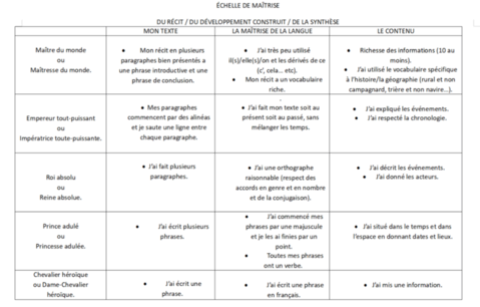 ÉCHELLE DE MAÎTRISE
DU RÉCIT / DU DÉVELOPPEMENT CONSTRUIT / DE LA SYNTHÈSE
MON TEXTE
LA MAÎTRISE DE LA LANGUE
LE CONTENU
Maître du monde
ou
Maîtresse du monde.
• Mon récit en plusieurs
paragraphes bien présentés a
une phrase introductive et une
phrase de conclusion.
• J'ai très peu utilisé
il(s)/elle(s)/on et les dérivés de ce
(c', cela... etc).
• Mon récit a un vocabulaire
riche.
• Richesse des informations (10 au
moins).
• J'ai utilisé le vocabulaire spécifique
à l'histoire/la géographie (rural et non
campagnard, trière et non navire...).
Empereur tout-puissant
ou
Impératrice toute-puissante.
• Mes paragraphes
commencent par des alinéas
et je saute une ligne entre
chaque paragraphe.
• J'ai fait mon texte soit au
présent soit au passé, sans
mélanger les temps.
• J'ai expliqué les événements.
• J'ai respecté la chronologie.
Roi absolu
ou
Reine absolue.
• J'ai fait plusieurs
paragraphes.
• J'ai une orthographe
raisonnable (respect des
accords en genre et en nombre
et de la conjugaison).
• J'ai décrit les événements.
• J'ai donné les acteurs.
Prince adulé
ou
Princesse adulée.
• J'ai écrit plusieurs
phrases.
• J'ai commencé mes
phrases par une majuscule
et je les ai finies par un
point.
• Toutes mes phrases
ont un verbe.
• J'ai situé dans le temps et dans
l'espace en donnant dates et lieux.
Chevalier héroïque
ou Dame-Chevalier
héroïque.
• J'ai écrit une
phrase.
• J'ai écrit une phrase
en français.
• J'ai mis une information.